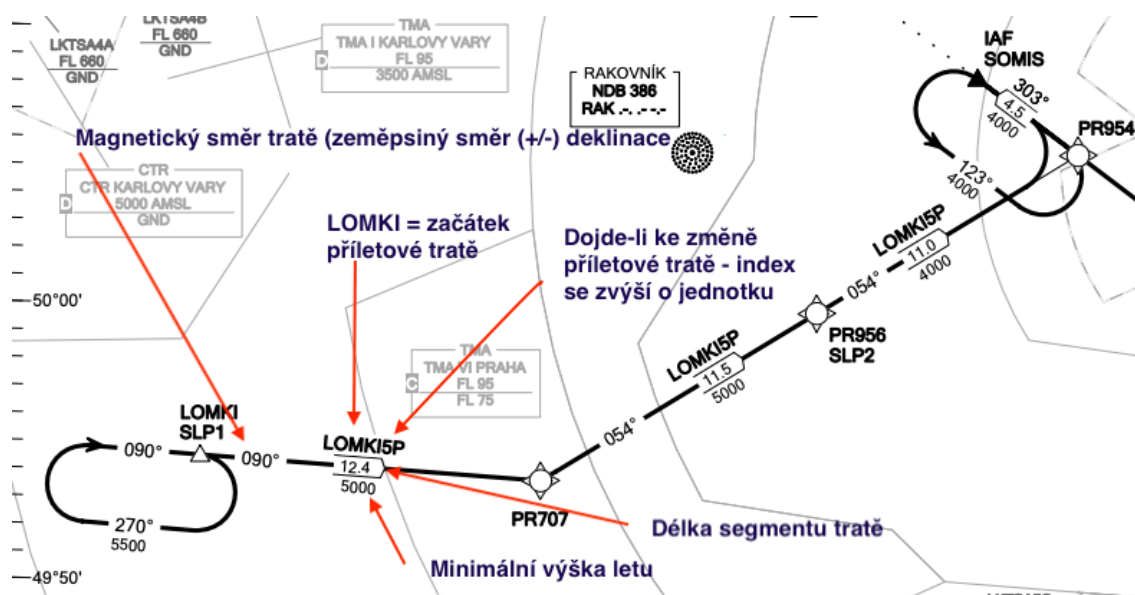 LKTSA4B
FL 660
GND
LKTSA4A
FL 660
GND
TMA
TMA I KARLOVY VARY
FL 95
3500 AMSL
D
RAKOVNÍK
NDB 386
RAK .-. .- -.-
IAF
SOMIS
303°
4.5
4000
PR954
123°
4000
Magnetický směr tratě (zeměpsiný směr (+/-) deklinace
CTR
CTR KARLOVY VARY
5000 AMSL
GND
D
LOMKI = začátek
příletové tratě
Dojde-li ke změně
příletové tratě - index
se zvýší o jednotku
LOMKI5P
11.0
4000
054°
50°00'
PR956
SLP2
TMA
TMA VI PRAHA
FL 95
FL 75
C
LOMKI5P
11.5
5000
054°
LOMKI
SLP1
090°
090°
LOMKI5P
12.4
5000
270°
5500
PR707
Délka segmentu tratě
Minimální výška letu
49°50'